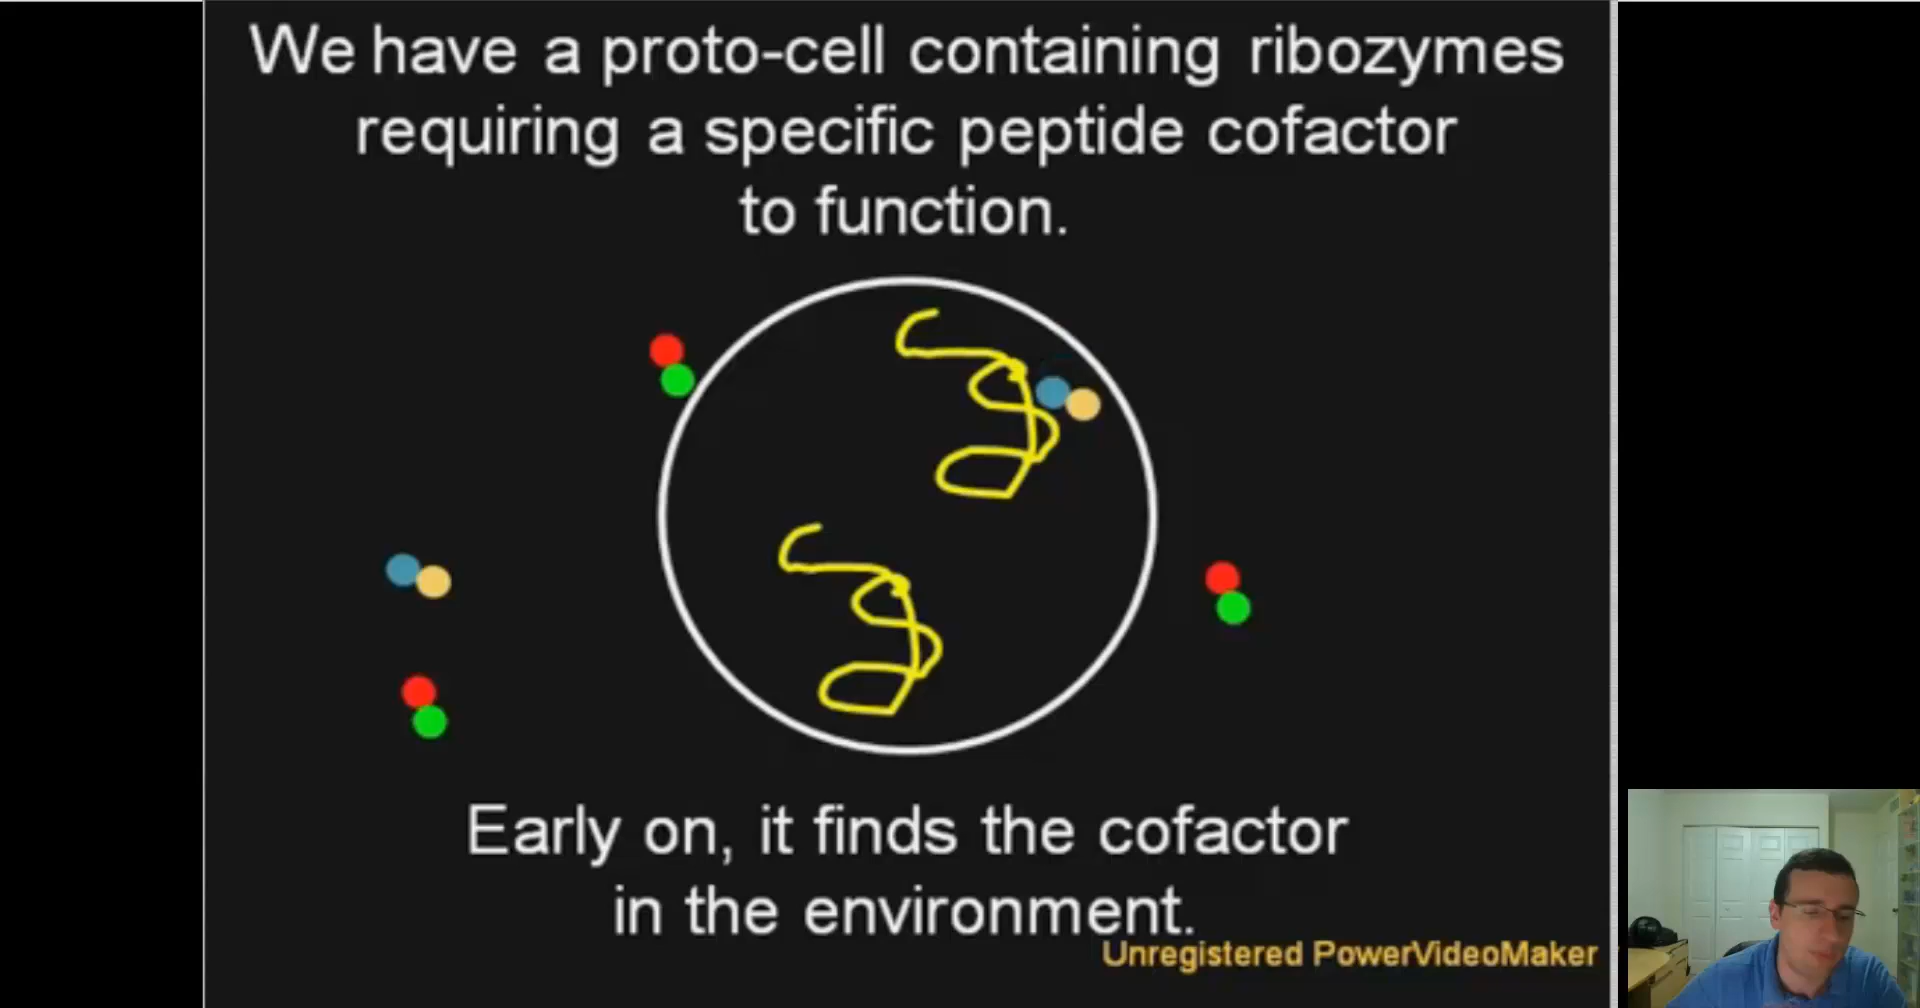 We have a proto-cell containing ribozymes
requiring a specific peptide cofactor
to function.
Early on, it finds the cofactor
in the environment.
Unregistered PowerVideoMaker